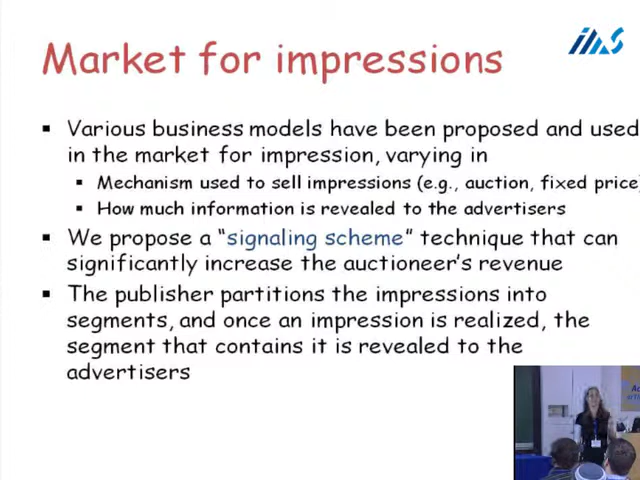 Market for impressions
IIAS
▪ Various business models have been proposed and used
in the market for impression, varying in
▪ Mechanism used to sell impressions (e.g., auction, fixed price)
▪ How much information is revealed to the advertisers
▪ We propose a “signaling scheme” technique that can
significantly increase the auctioneer’s revenue
▪ The publisher partitions the impressions into
segments, and once an impression is realized, the
segment that contains it is revealed to the
advertisers